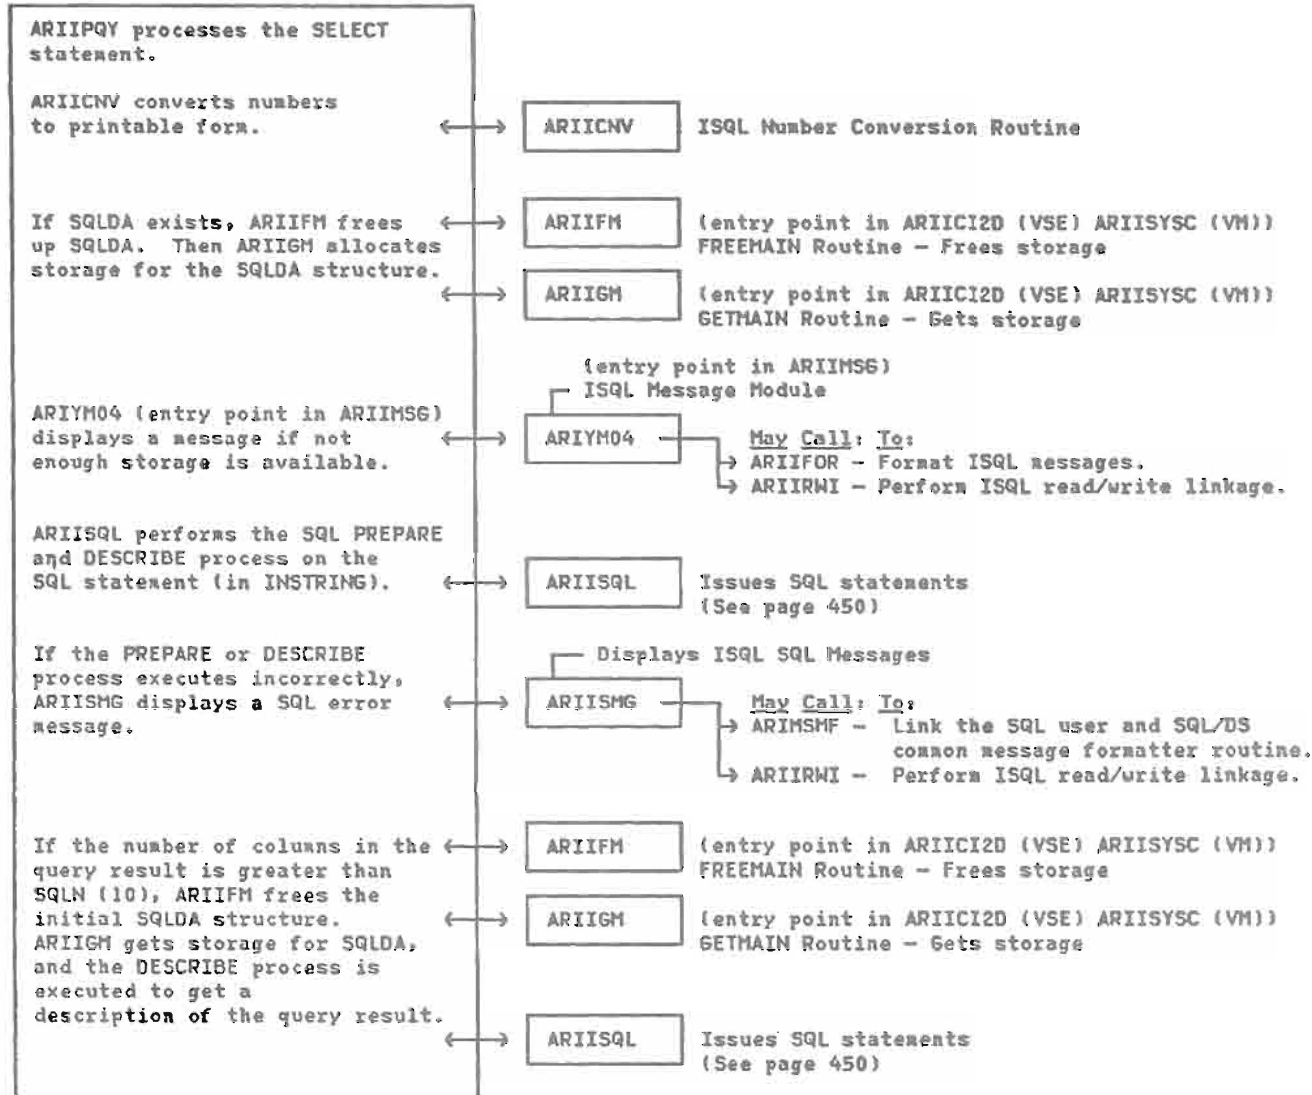 ARIIPQY processes the SELECT
statement.
ARIICNV converts numbers
to printable form.
ARIICNV
ISQL Number Conversion Routine
If SQLDA exists, ARIIFM frees
up SQLDA. Then ARIIGM allocates
storage for the SQLDA structure.
ARIIFM
(entry point in ARIICI2D (VSE) ARIISYSC (VM))
FREEMAIN Routine — Frees storage
ARIIGM
(entry point in ARIICI2D (VSE) ARIISYSC (VM))
GETMAIN Routine — Gets storage
(entry point in ARIIMSG)
ISQL Message Module
ARIYM04 (entry point in ARIIMSG)
displays a message if not
enough storage is available.
ARIYM04
May Call: To:
ARIIFOR — Format ISQL messages.
ARIIRWI — Perform ISQL read/write linkage.
ARIISQL performs the SQL PREPARE
and DESCRIBE process on the
SQL statement (in INSTRING).
ARIISQL
Issues SQL statements
(See page 450)
If the PREPARE or DESCRIBE
process executes incorrectly,
ARIISMG displays a SQL error
message.
Displays ISQL SQL Messages
ARIISMG
May Call: To:
ARIMSMF — Link the SQL user and SQL/DS
common message formatter routine.
ARIIRWI — Perform ISQL read/write linkage.
If the number of columns in the
query result is greater than
SQLN (10), ARIIFM frees the
initial SQLDA structure.
ARIIGM gets storage for SQLDA,
and the DESCRIBE process is
executed to get a
description of the query result.
ARIIFM
(entry point in ARIICI2D (VSE) ARIISYSC (VM))
FREEMAIN Routine — Frees storage
ARIIGM
(entry point in ARIICI2D (VSE) ARIISYSC (VM))
GETMAIN Routine — Gets storage
ARIISQL
Issues SQL statements
(See page 450)